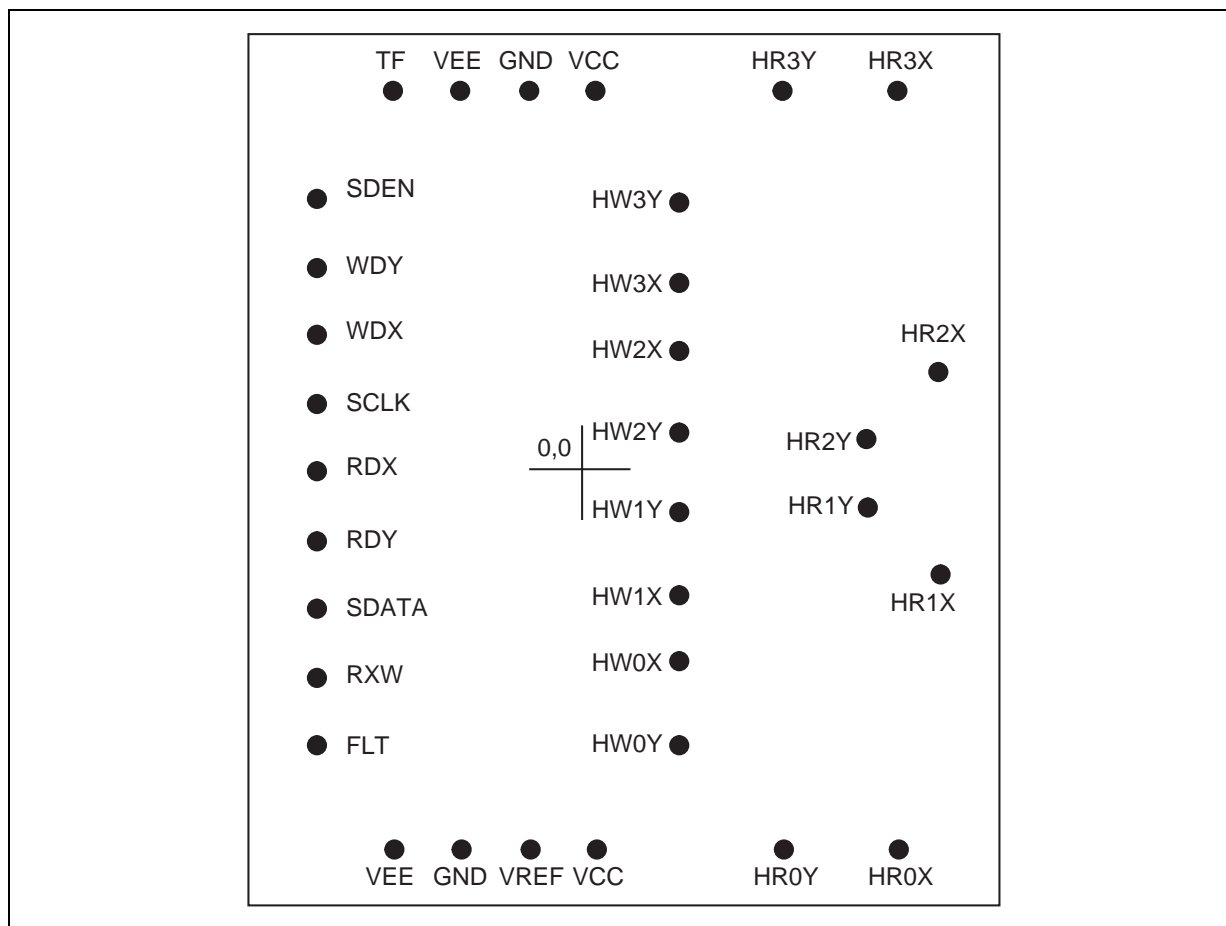 TF VEE GND VCC HR3Y HR3X
SDEN HW3Y
WDY
HW3X
WDX
HR2X
HW2X
SCLK
HW2Y
HR2Y
0,0
RDX
HW1Y HR1Y
RDY
HW1X
HR1X
SDATA
HW0X
RXW
FLT HW0Y
VEE GND VREF VCC HR0Y HR0X